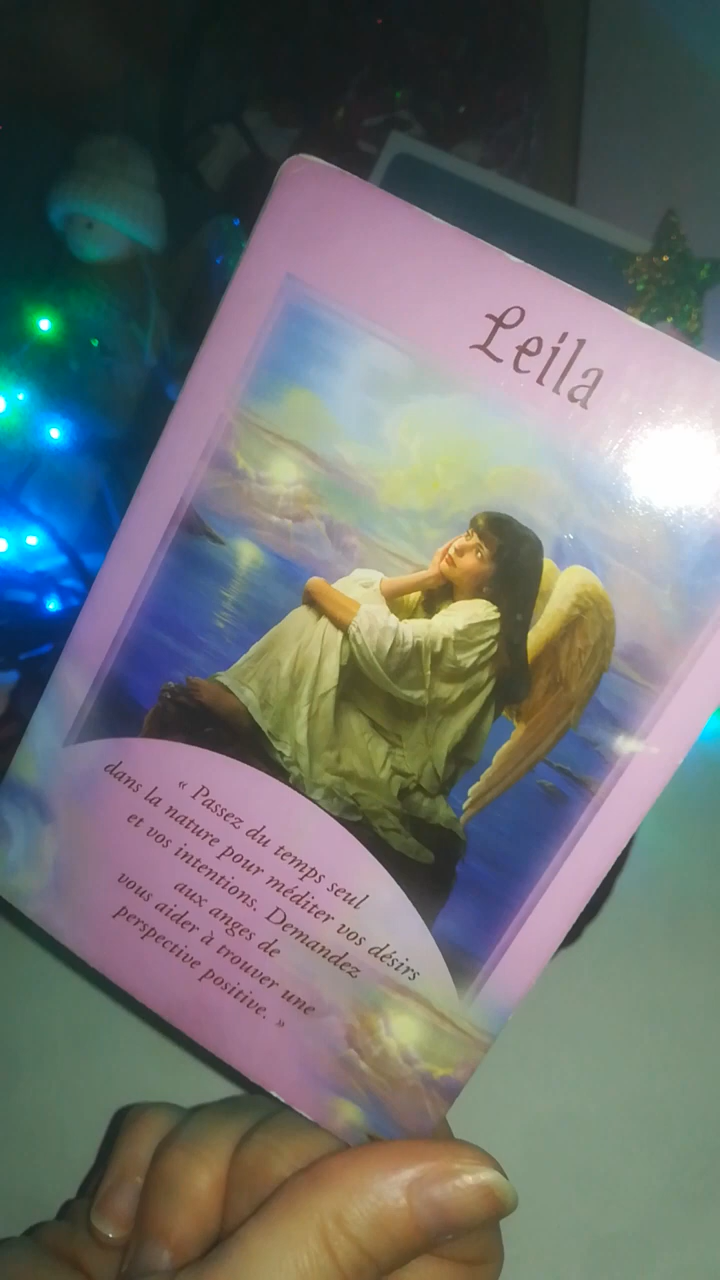 Leila
« Passez du temps seul
dans la nature pour méditer vos désirs
et vos intentions. Demandez
aux anges de
vous aider à trouver une
perspective positive. »